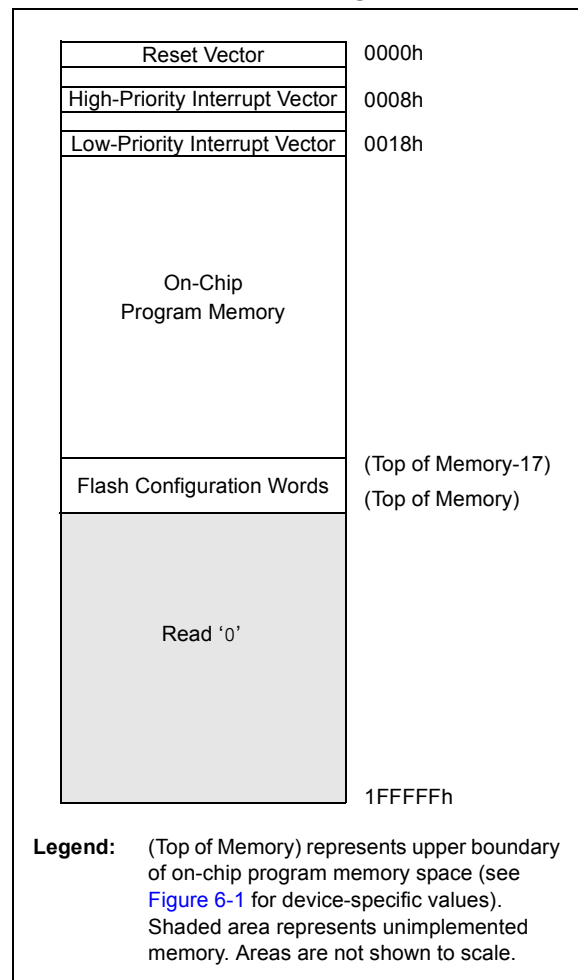 Reset Vector 0000h
High-Priority Interrupt Vector 0008h
Low-Priority Interrupt Vector 0018h
On-Chip
Program Memory
(Top of Memory-17)
Flash Configuration Words
(Top of Memory)
Read ‘0’
1FFFFFh
Legend: (Top of Memory) represents upper boundary
of on-chip program memory space (see
Figure 6-1 for device-specific values).
Shaded area represents unimplemented
memory. Areas are not shown to scale.